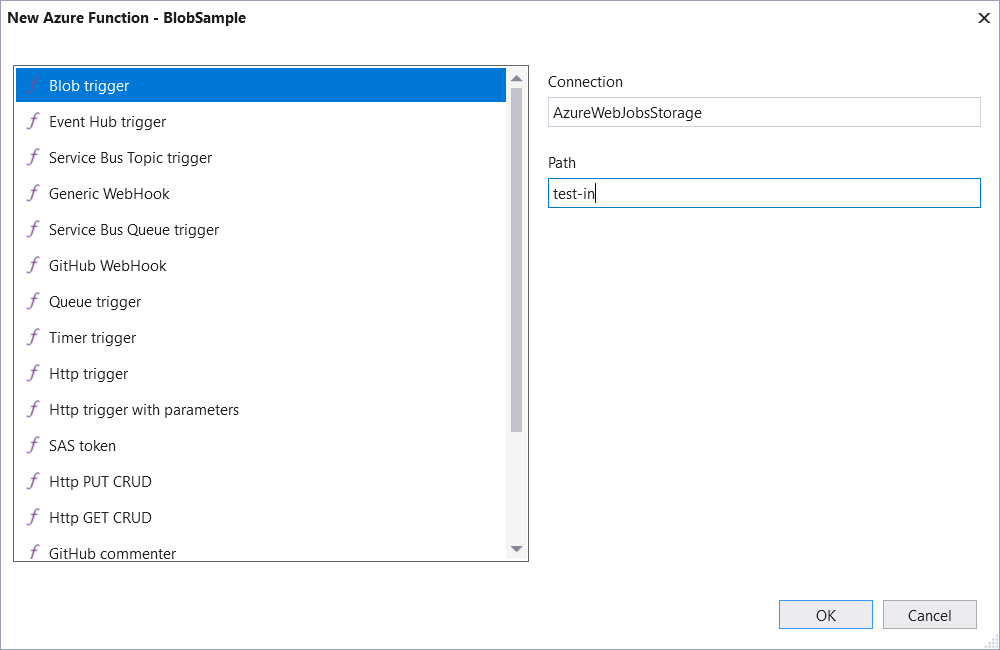 New Azure Function - BlobSample
Blob trigger
Event Hub trigger
Service Bus Topic trigger
Generic WebHook
Service Bus Queue trigger
GitHub WebHook
Queue trigger
Timer trigger
Http trigger
Http trigger with parameters
SAS token
Http PUT CRUD
Http GET CRUD
GitHub commenter
Connection
AzureWebJobsStorage
Path
test-in
OK
Cancel